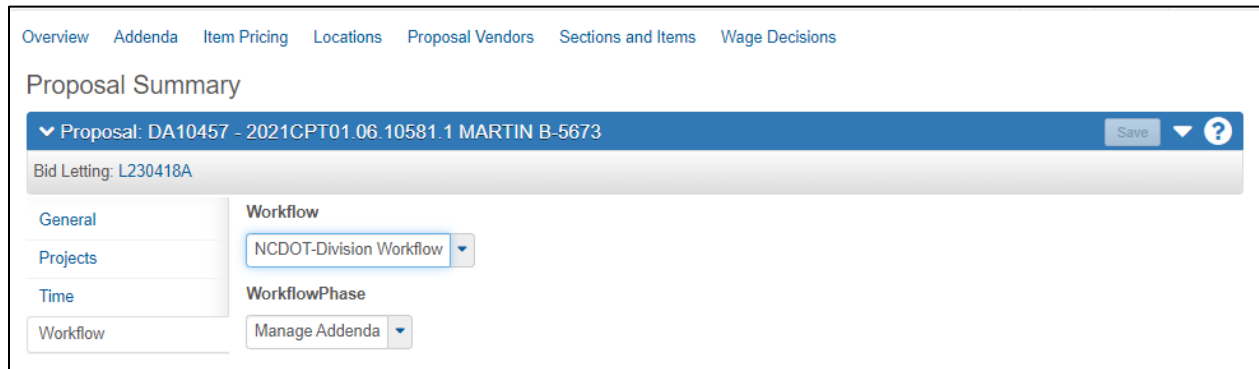 Overview Addenda Item Pricing Locations Proposal Vendors Sections and Items Wage Decisions
Proposal Summary
Proposal: DA10457 - 2021CPT01.06.10581.1 MARTIN B-5673 Save ?
Bid Letting: L230418A
General
Projects
Time
Workflow
Workflow
NCDOT-Division Workflow
WorkflowPhase
Manage Addenda